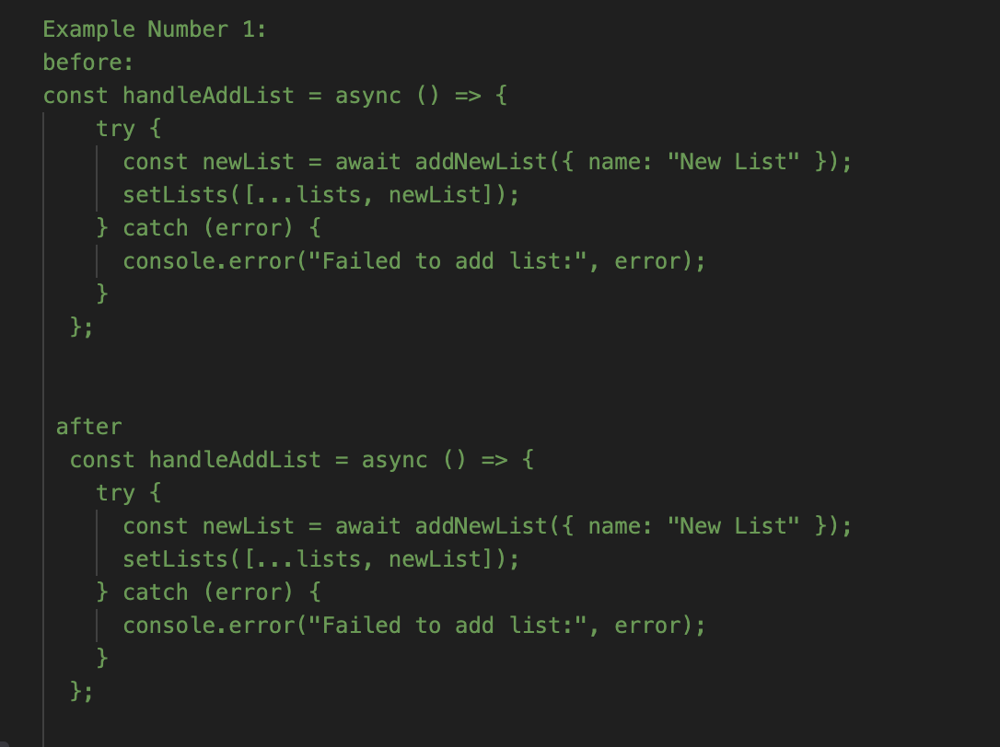 Example Number 1:
before:
const handleAddList = async () => {
    try {
      const newList = await addNewList({ name: "New List" });
      setLists([...lists, newList]);
    } catch (error) {
      console.error("Failed to add list:", error);
    }
  };
 after
  const handleAddList = async () => {
    try {
      const newList = await addNewList({ name: "New List" });
      setLists([...lists, newList]);
    } catch (error) {
      console.error("Failed to add list:", error);
    }
  };